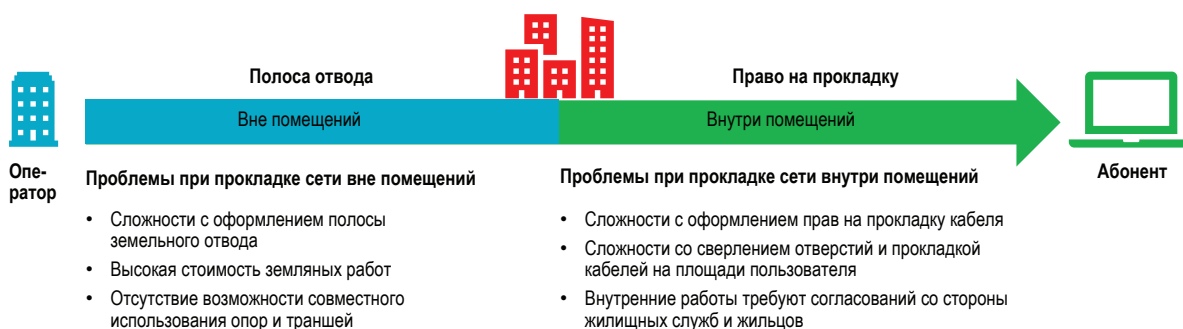 Полоса отвода
Право на прокладку
Вне помещений
Внутри помещений
Опе-
ратор
Абонент
Проблемы при прокладке сети вне помещений
• Сложности с оформлением полосы
земельного отвода
• Высокая стоимость земляных работ
• Отсутствие возможности совместного
использования опор и траншей
Проблемы при прокладке сети внутри помещений
• Сложности с оформлением прав на прокладку кабеля
• Сложности со сверлением отверстий и прокладкой
кабелей на площади пользователя
• Внутренние работы требуют согласований со стороны
жилищных служб и жильцов